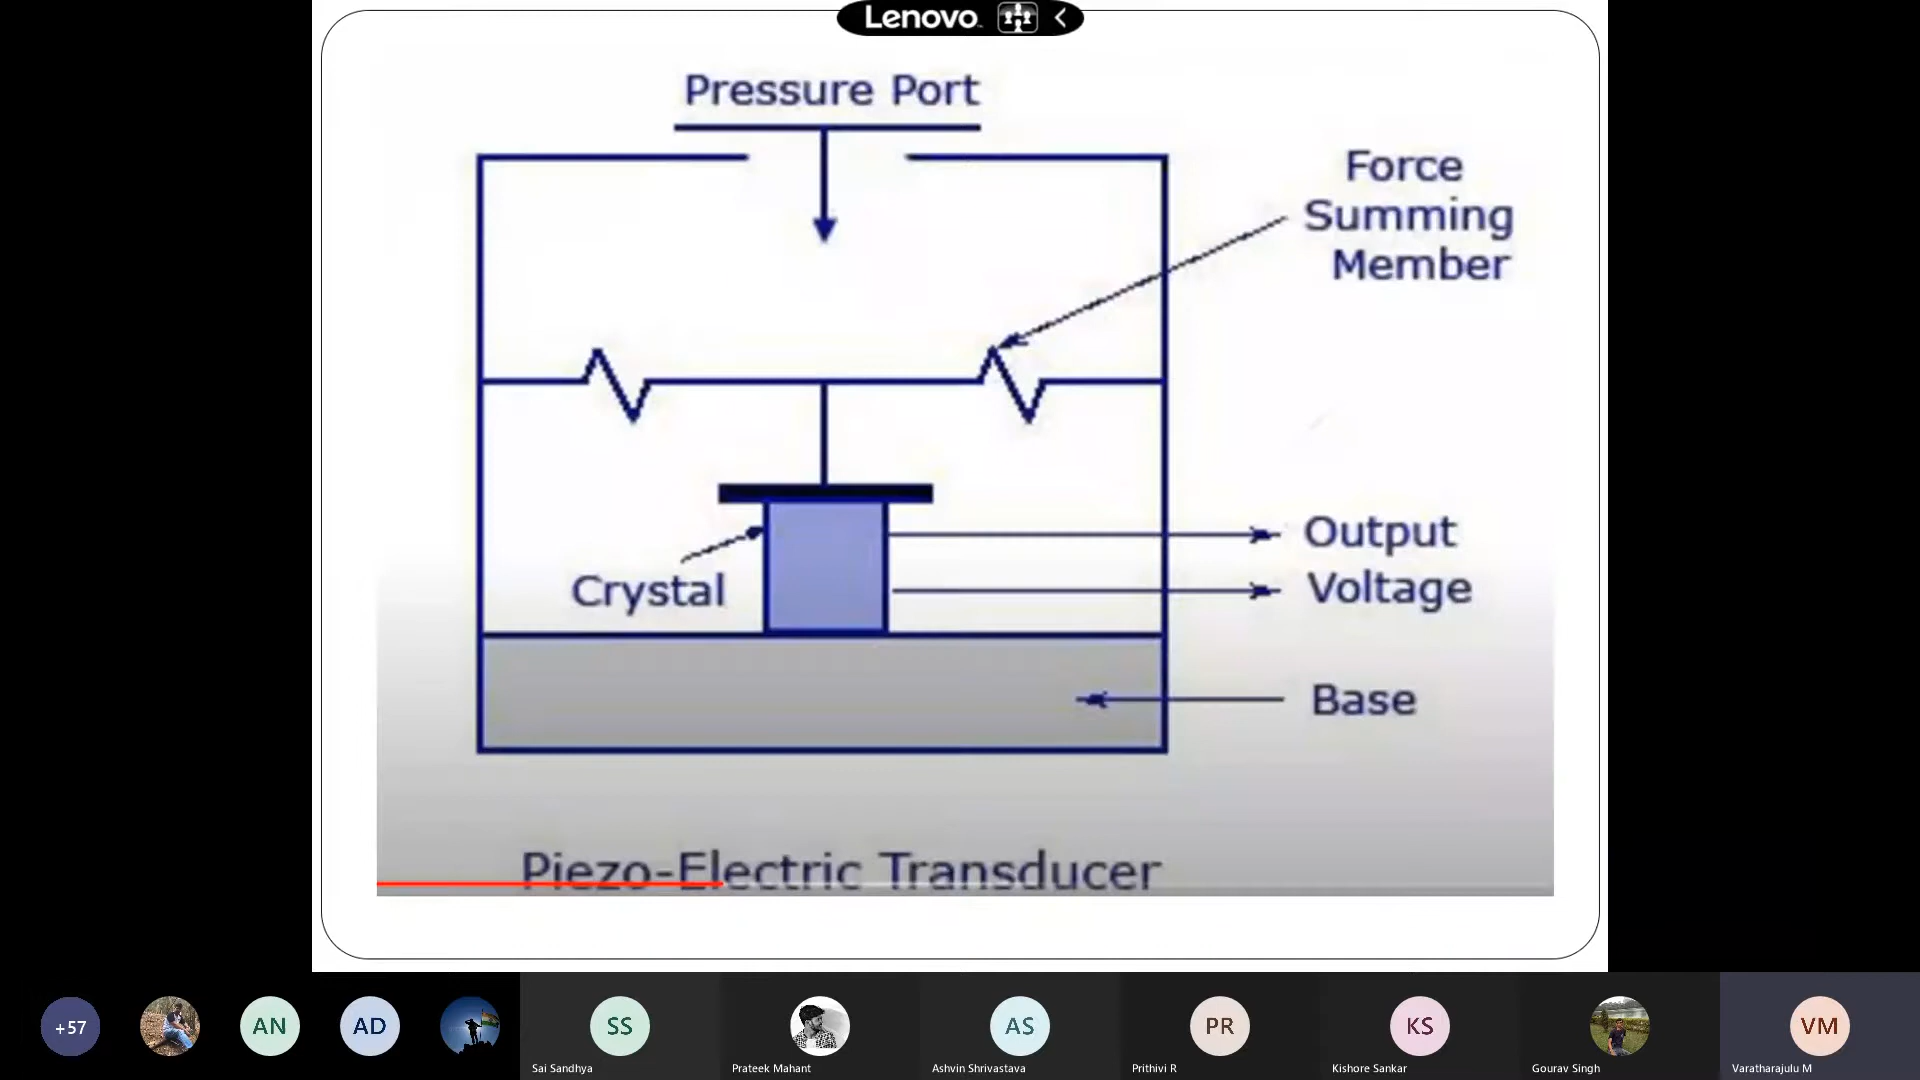 Lenovo
Pressure Port
Force
Summing
Member
Output
Crystal
Voltage
Base
Piezo-Electric Transducer
+57
AN
AD
SS
AS
PR
KS
VM
Sai Sandhya
Prateek Mahant
Ashvin Shrivastava
Prithivi R
Kishore Sankar
Gourav Singh
Varatharajulu M